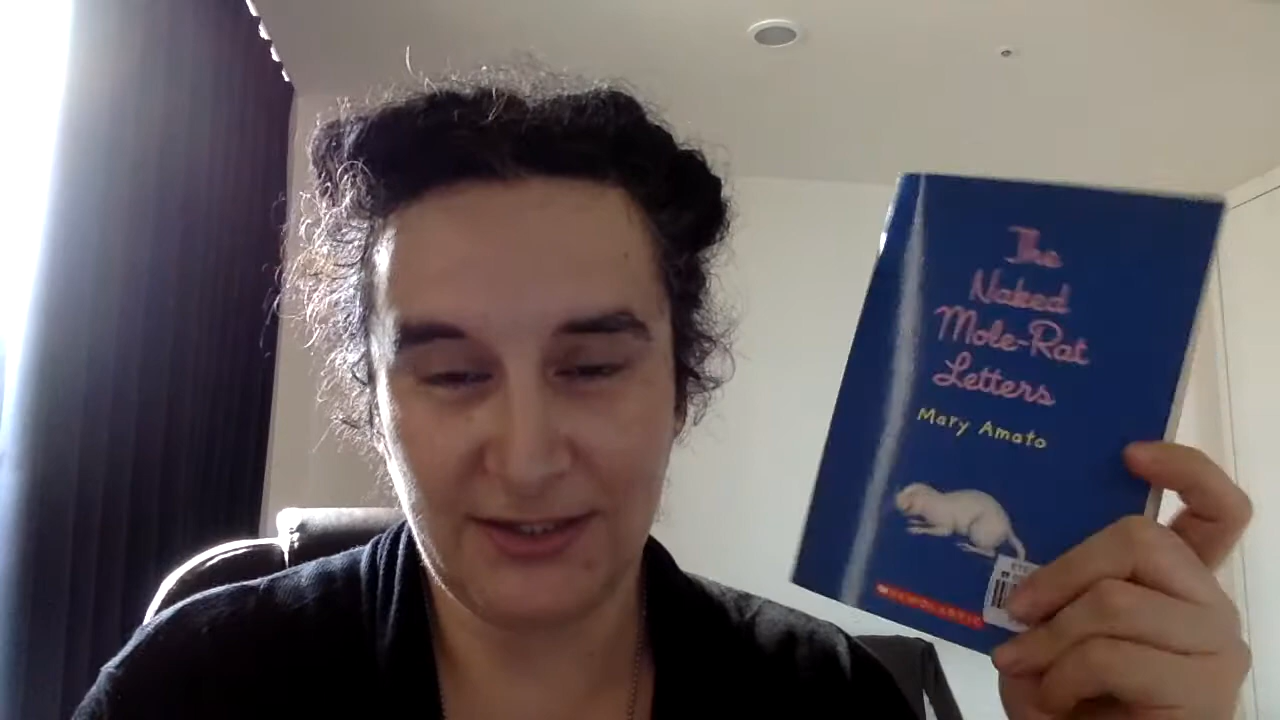 The
Naked
Mole-Rat
Letters
Mary Amato
SCHOLASTIC